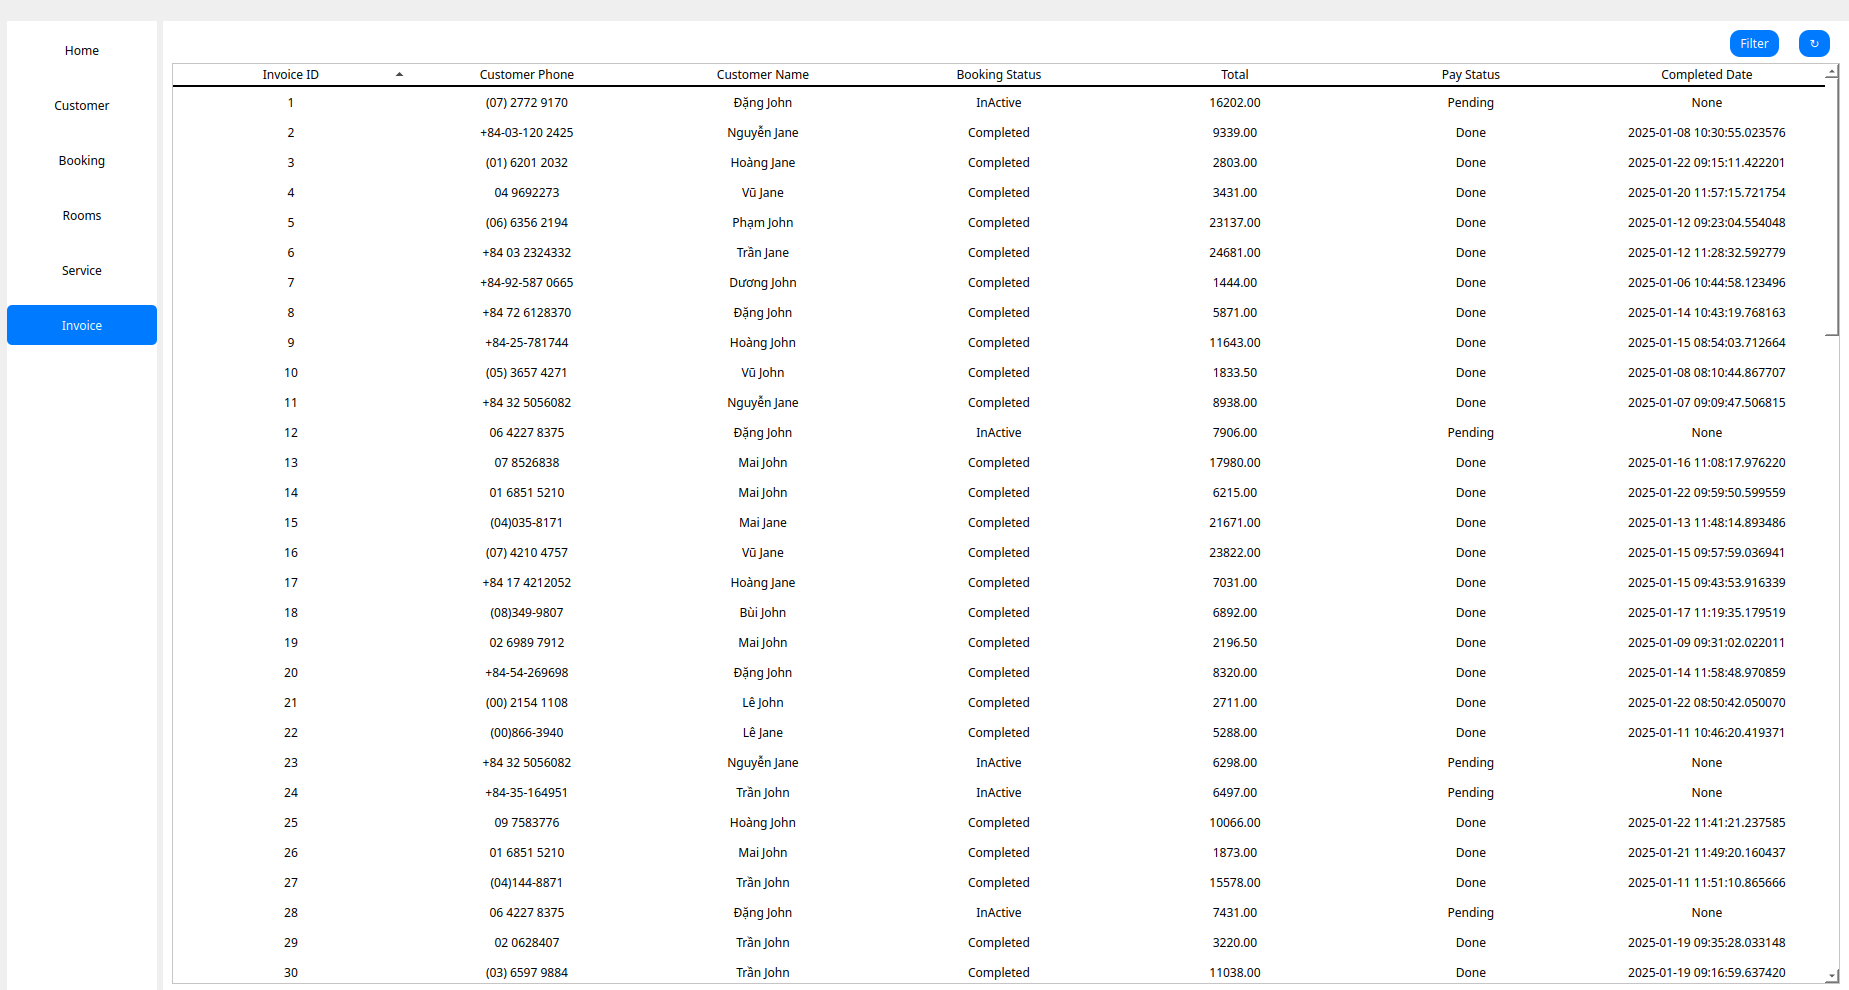 Home
Customer
Booking
Rooms
Service
Invoice
Filter ↻
Invoice ID Customer Phone Customer Name Booking Status Total Pay Status Completed Date
1 (07) 2772 9170 Đặng John InActive 16202.00 Pending None
2 +84-03-120 2425 Nguyễn Jane Completed 9339.00 Done 2025-01-08 10:30:55.023576
3 (01) 6201 2032 Hoàng Jane Completed 2803.00 Done 2025-01-22 09:15:11.422201
4 04 9692273 Vũ Jane Completed 3431.00 Done 2025-01-20 11:57:15.721754
5 (06) 6356 2194 Phạm John Completed 23137.00 Done 2025-01-12 09:23:04.554048
6 +84 03 2324332 Trần Jane Completed 24681.00 Done 2025-01-12 11:28:32.592779
7 +84-92-587 0665 Dương John Completed 1444.00 Done 2025-01-06 10:44:58.123496
8 +84 72 6128370 Đặng John Completed 5871.00 Done 2025-01-14 10:43:19.768163
9 +84-25-781744 Hoàng John Completed 11643.00 Done 2025-01-15 08:54:03.712664
10 (05) 3657 4271 Vũ John Completed 1833.50 Done 2025-01-08 08:10:44.867707
11 +84 32 5056082 Nguyễn Jane Completed 8938.00 Done 2025-01-07 09:09:47.506815
12 06 4227 8375 Đặng John InActive 7906.00 Pending None
13 07 8526838 Mai John Completed 17980.00 Done 2025-01-16 11:08:17.976220
14 01 6851 5210 Mai John Completed 6215.00 Done 2025-01-22 09:59:50.599559
15 (04)035-8171 Mai Jane Completed 21671.00 Done 2025-01-13 11:48:14.893486
16 (07) 4210 4757 Vũ Jane Completed 23822.00 Done 2025-01-15 09:57:59.036941
17 +84 17 4212052 Hoàng Jane Completed 7031.00 Done 2025-01-15 09:43:53.916339
18 (08)349-9807 Bùi John Completed 6892.00 Done 2025-01-17 11:19:35.179519
19 02 6989 7912 Mai John Completed 2196.50 Done 2025-01-09 09:31:02.022011
20 +84-54-269698 Đặng John Completed 8320.00 Done 2025-01-14 11:58:48.970859
21 (00) 2154 1108 Lê John Completed 2711.00 Done 2025-01-22 08:50:42.050070
22 (00)866-3940 Lê Jane Completed 5288.00 Done 2025-01-11 10:46:20.419371
23 +84 32 5056082 Nguyễn Jane InActive 6298.00 Pending None
24 +84-35-164951 Trần John InActive 6497.00 Pending None
25 09 7583776 Hoàng John Completed 10066.00 Done 2025-01-22 11:41:21.237585
26 01 6851 5210 Mai John Completed 1873.00 Done 2025-01-21 11:49:20.160437
27 (04)144-8871 Trần John Completed 15578.00 Done 2025-01-11 11:51:10.865666
28 06 4227 8375 Đặng John InActive 7431.00 Pending None
29 02 0628407 Trần John Completed 3220.00 Done 2025-01-19 09:35:28.033148
30 (03) 6597 9884 Trần John Completed 11038.00 Done 2025-01-19 09:16:59.637420